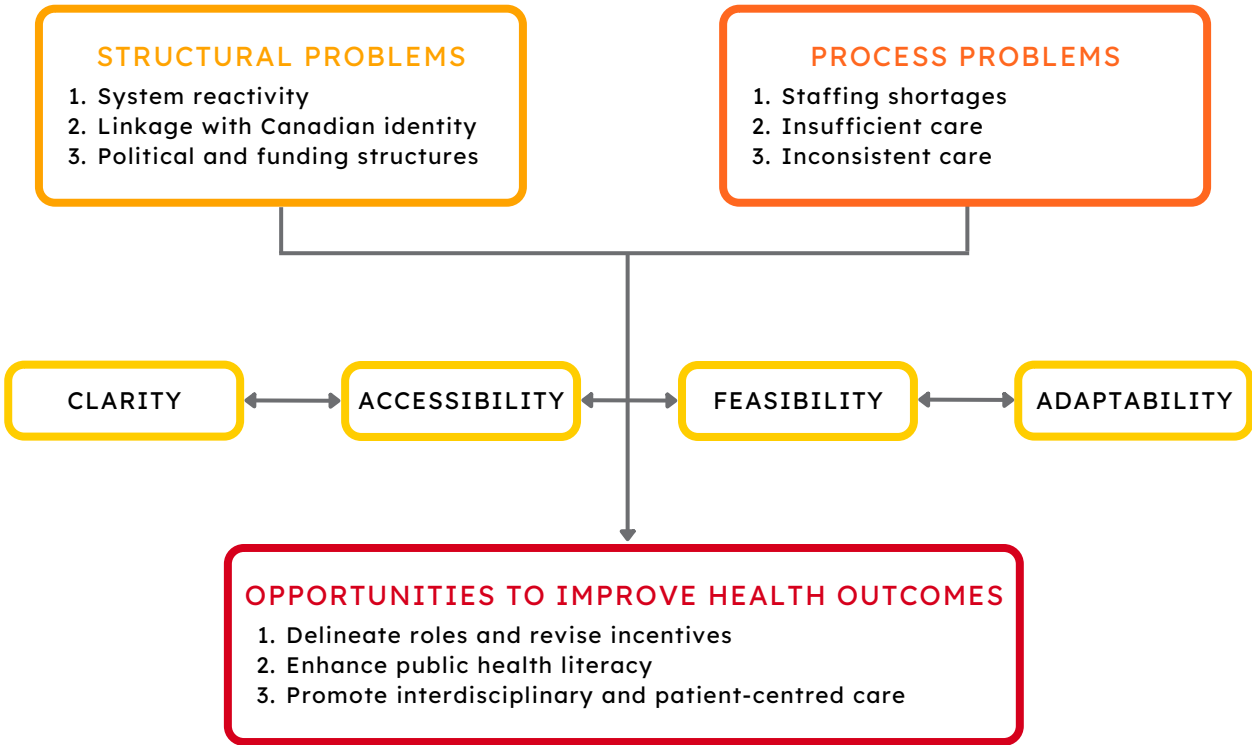 STRUCTURAL PROBLEMS
1. System reactivity
2. Linkage with Canadian identity
3. Political and funding structures
PROCESS PROBLEMS
1. Staffing shortages
2. Insufficient care
3. Inconsistent care
CLARITY
ACCESSIBILITY
FEASIBILITY
ADAPTABILITY
OPPORTUNITIES TO IMPROVE HEALTH OUTCOMES
1. Delineate roles and revise incentives
2. Enhance public health literacy
3. Promote interdisciplinary and patient-centred care